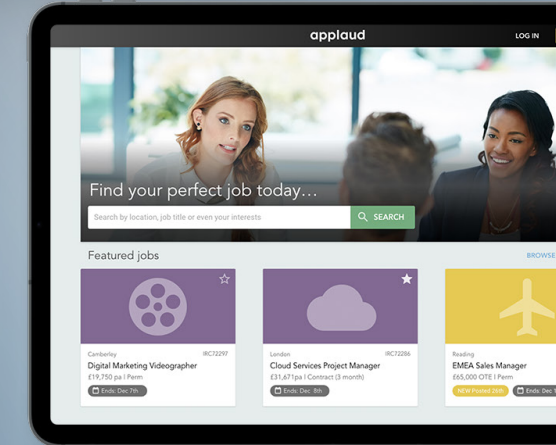 applaud
LOG IN
Find your perfect job today...
Search by location, job title or even your interests
SEARCH
Featured jobs
BROWSE
Camberley IRC72297
Digital Marketing Videographer
£19,750 pa | Perm
Ends: Dec 7th
London IRC72286
Cloud Services Project Manager
£31,671pa | Contract (3 month)
Ends: Dec 8th
Reading
EMEA Sales Manager
£65,000 OTE | Perm
NEW Posted 26th
Ends: Dec